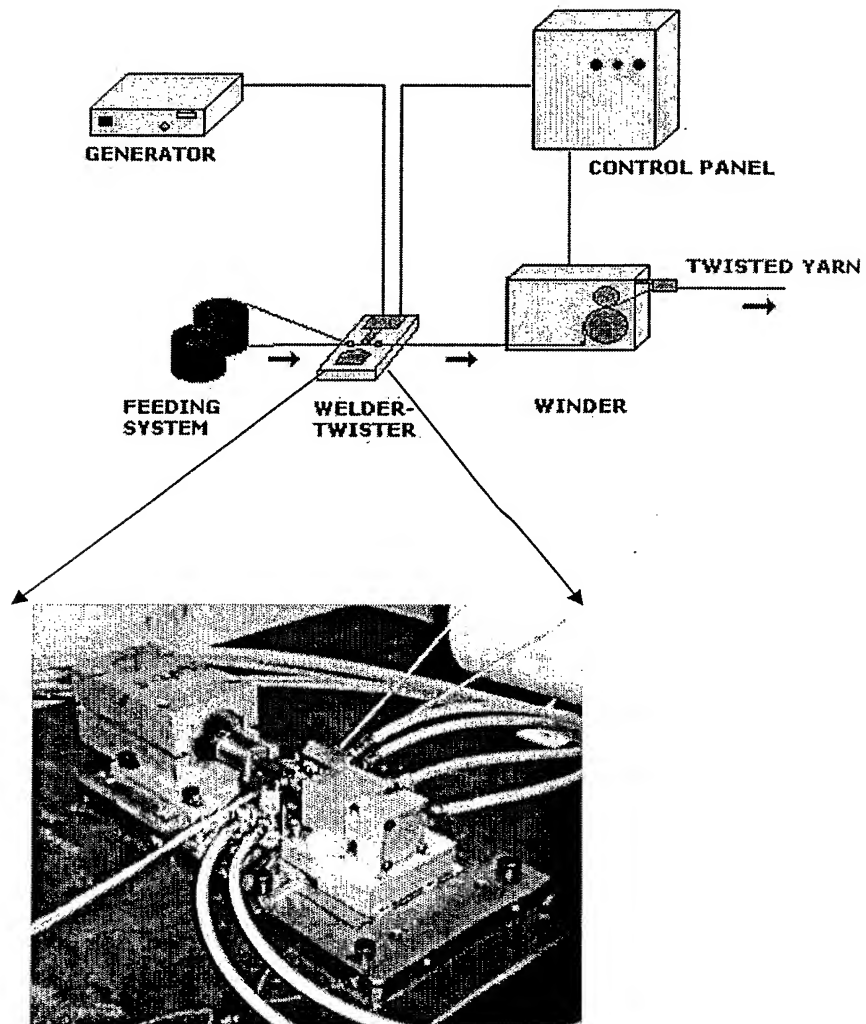 GENERATOR
CONTROL PANEL
TWISTED YARN
FEEDING
SYSTEM
WELDER-
TWISTER
WINDER